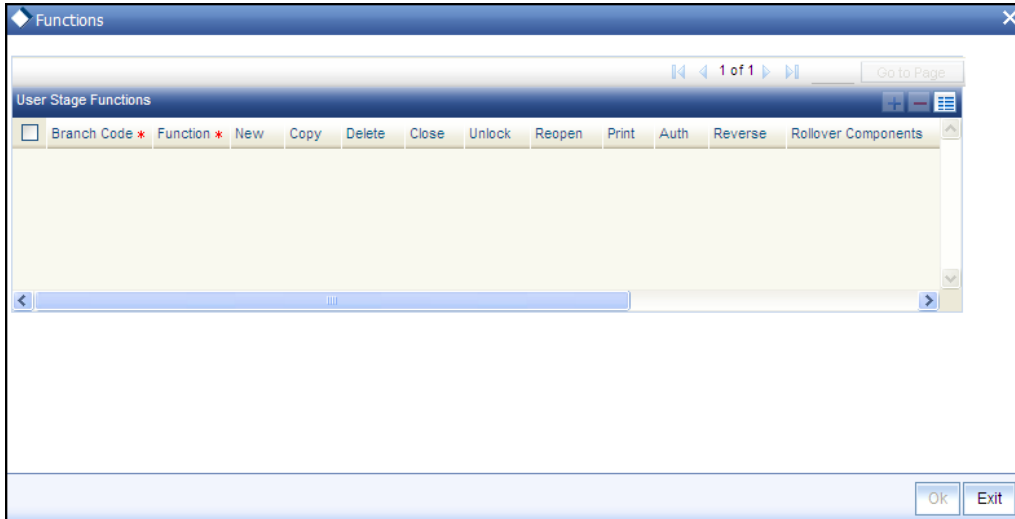 Functions
1 of 1 Go to Page
User Stage Functions
Branch Code * Function * New Copy Delete Close Unlock Reopen Print Auth Reverse Rollover Components
Ok Exit